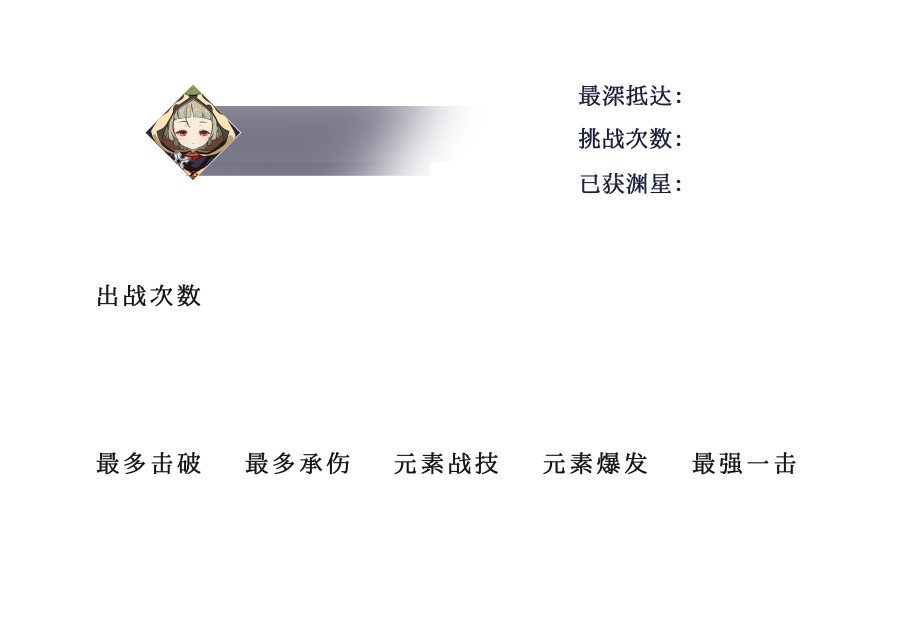 最深抵达：
挑战次数：
已获渊星：
出战次数
最多击破 最多承伤 元素战技 元素爆发 最强一击